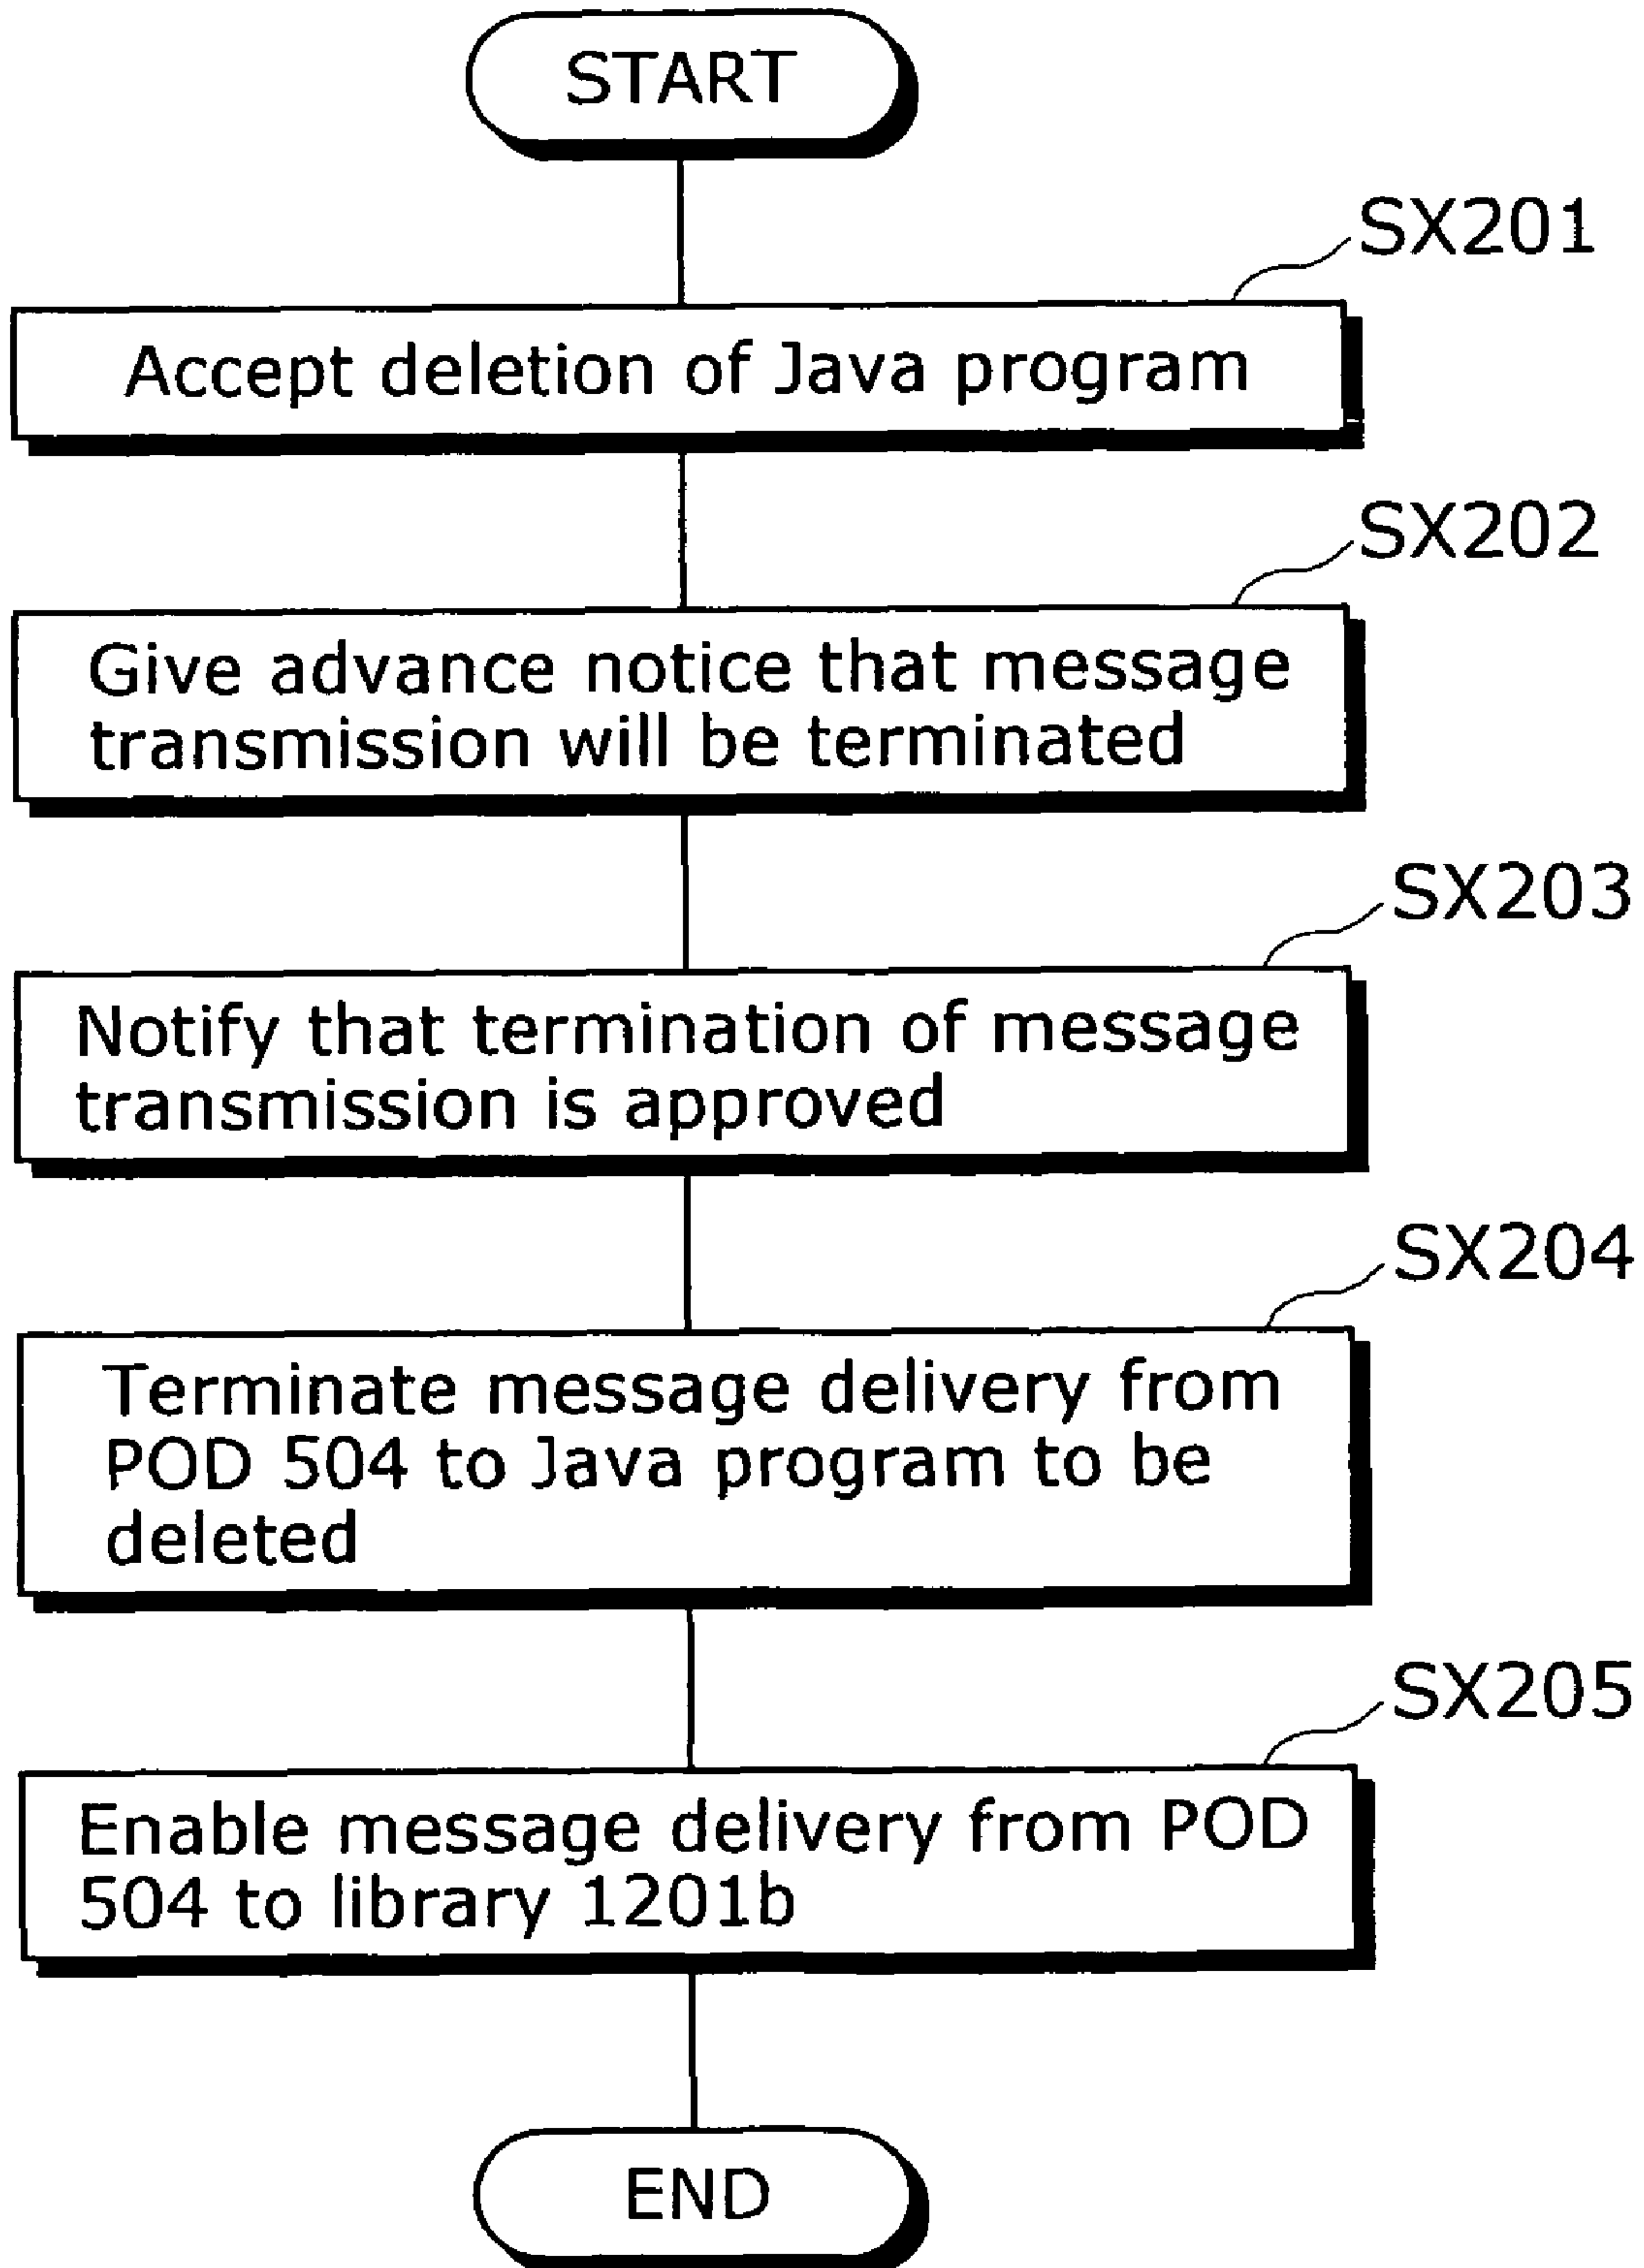 START
SX201
Accept deletion of Java program
SX202
Give advance notice that message
transmission will be terminated
SX203
Notify that termination of message
transmission is approved
SX204
Terminate message delivery from
POD 504 to Java program to be
deleted
SX205
Enable message delivery from POD
504 to library 1201b
END